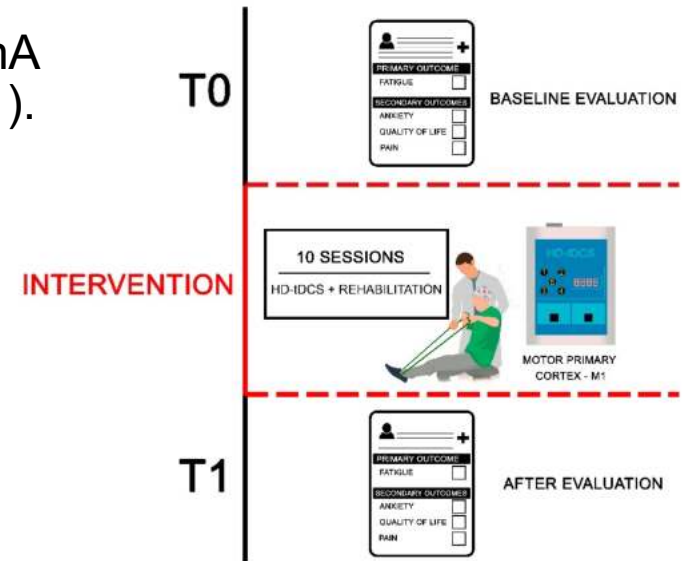 nA
).
T0
PRIMARY OUTCOME
FATIGUE
SECONDARY OUTCOMES
ANXIETY
QUALITY OF LIFE
PAIN
BASELINE EVALUATION
INTERVENTION
10 SESSIONS
HD-tDCS + REHABILITATION
HD-tDCS
MOTOR PRIMARY
CORTEX - M1
T1
PRIMARY OUTCOME
FATIGUE
SECONDARY OUTCOMES
ANXIETY
QUALITY OF LIFE
PAIN
AFTER EVALUATION